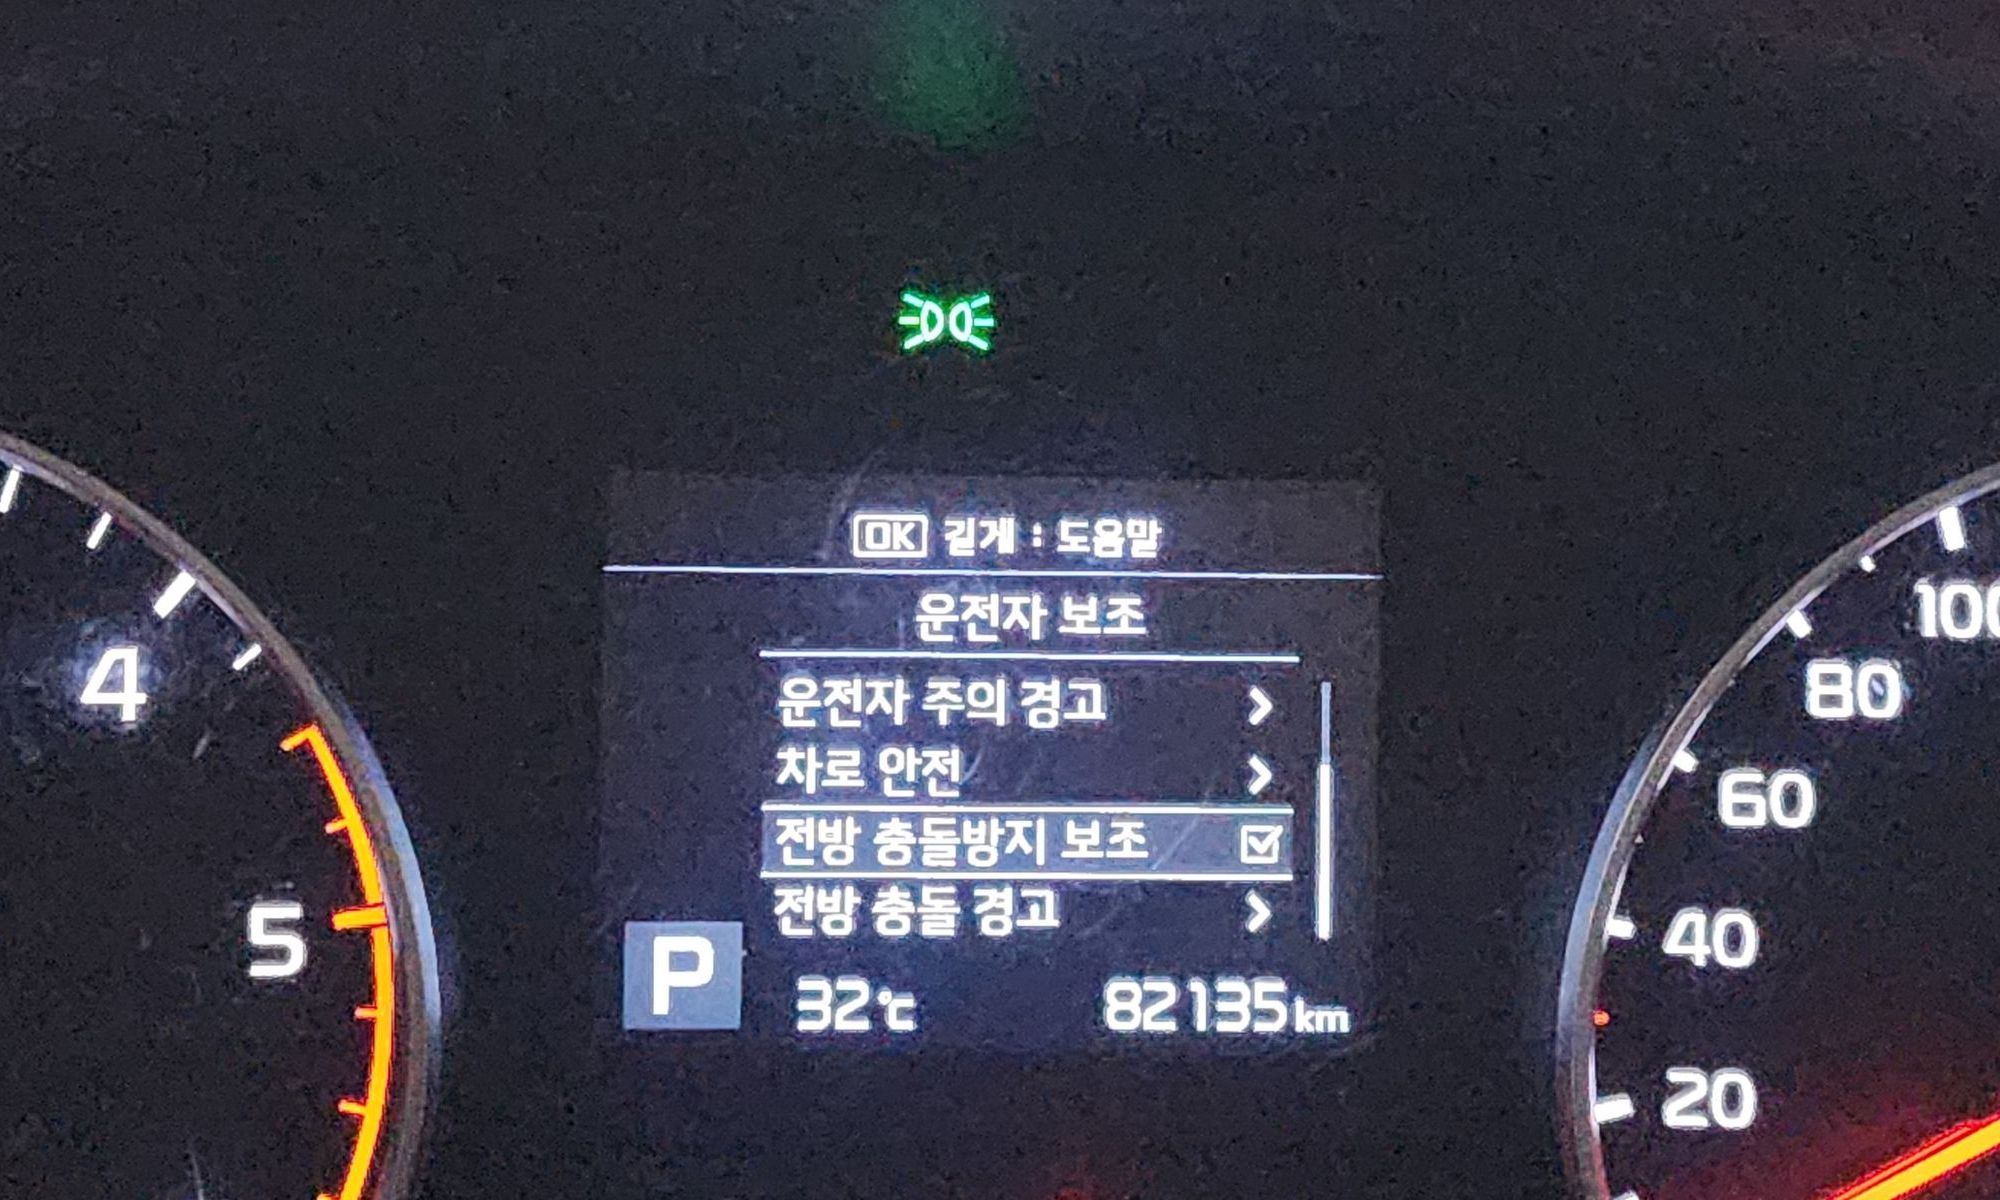 OK 길게 : 도움말
운전자 보조
운전자 주의 경고
차로 안전
전방 충돌방지 보조
전방 충돌 경고
P
32℃ 82135 km
4
5
100
80
60
40
20